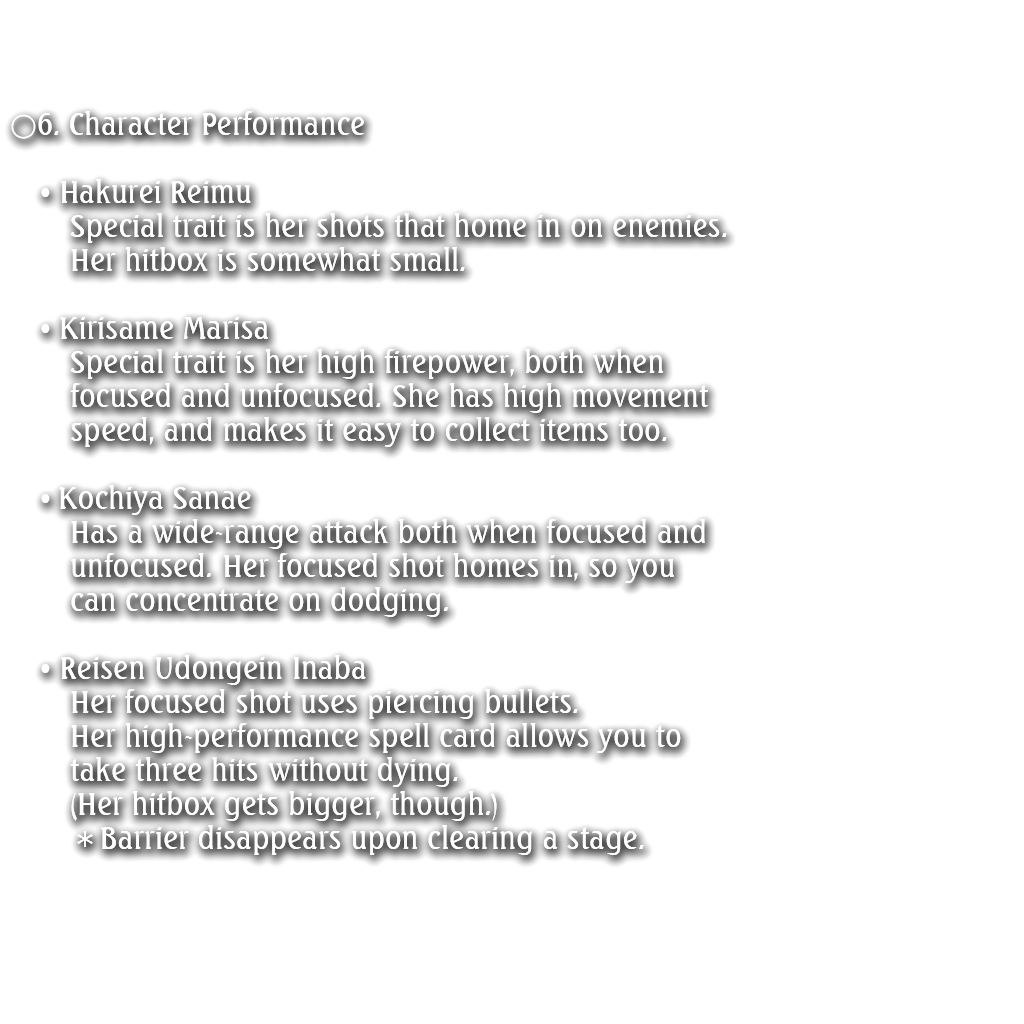 ○6. Character Performance
• Hakurei Reimu
Special trait is her shots that home in on enemies.
Her hitbox is somewhat small.
• Kirisame Marisa
Special trait is her high firepower, both when
focused and unfocused. She has high movement
speed, and makes it easy to collect items too.
• Kochiya Sanae
Has a wide-range attack both when focused and
unfocused. Her focused shot homes in, so you
can concentrate on dodging.
• Reisen Udongein Inaba
Her focused shot uses piercing bullets.
Her high-performance spell card allows you to
take three hits without dying.
(Her hitbox gets bigger, though.)
＊Barrier disappears upon clearing a stage.